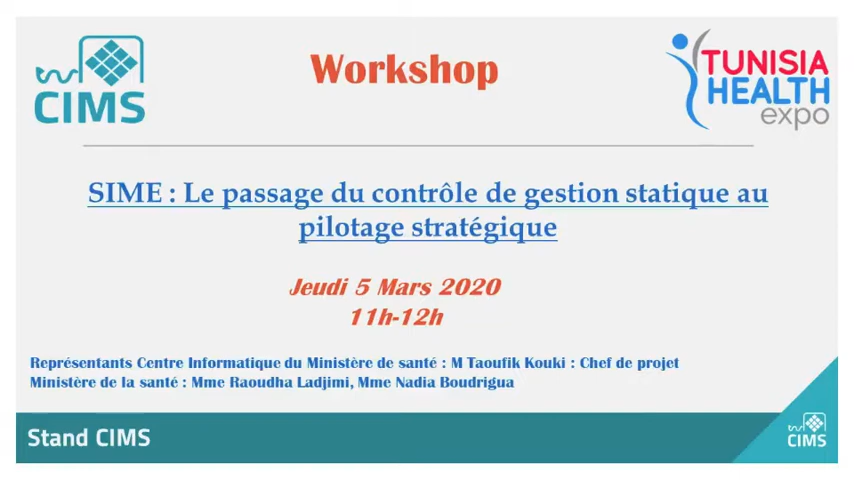 CIMS
Workshop
TUNISIA
HEALTH
expo
SIME : Le passage du contrôle de gestion statique au
pilotage stratégique
Jeudi 5 Mars 2020
11h-12h
Représentants Centre Informatique du Ministère de santé : M Taoufik Kouki : Chef de projet
Ministère de la santé : Mme Raoudha Ladjimi, Mme Nadia Boudrigua
Stand CIMS
CIMS